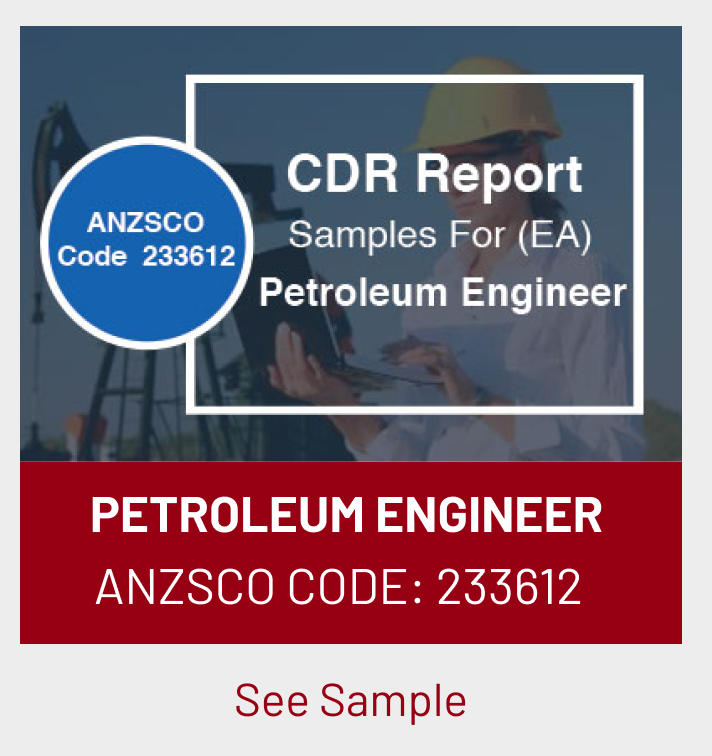 CDR Report
Samples For (EA)
Petroleum Engineer
ANZSCO
Code 233612
PETROLEUM ENGINEER
ANZSCO CODE: 233612
See Sample